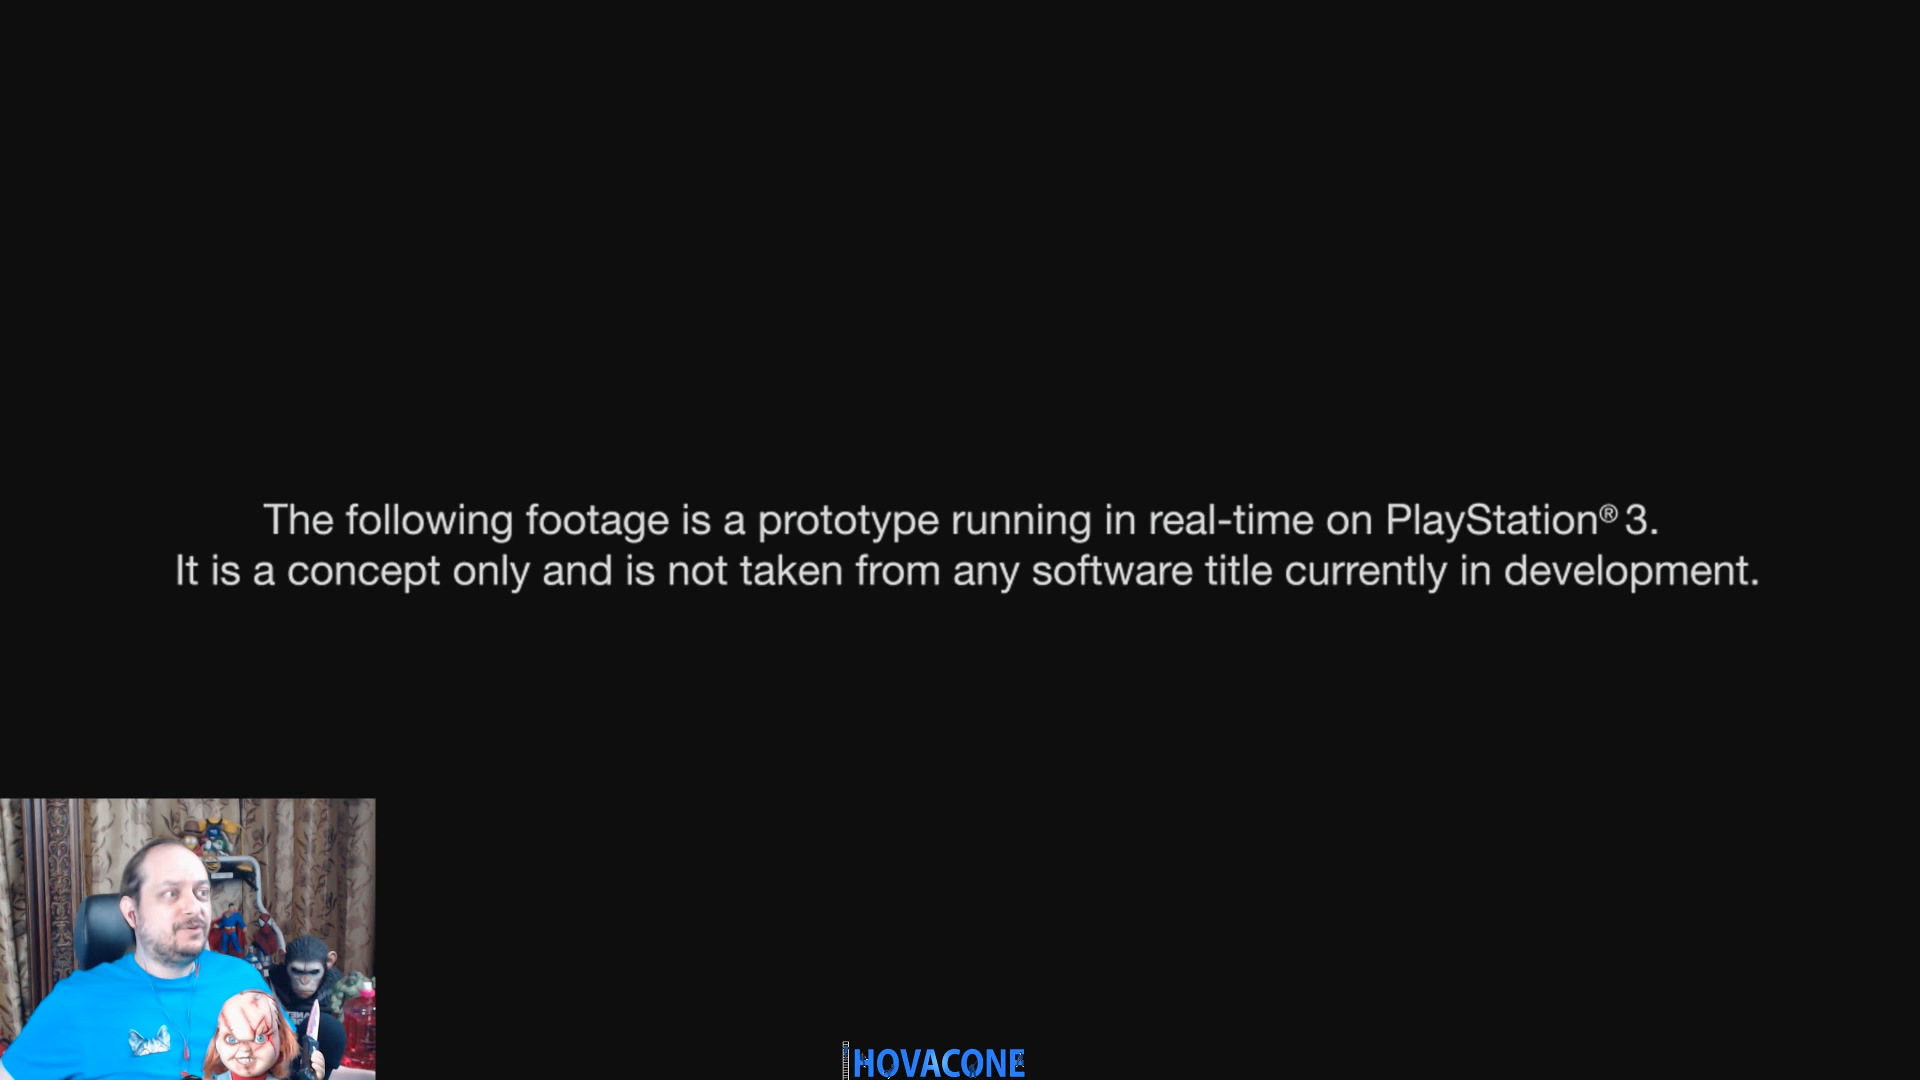 The following footage is a prototype running in real-time on PlayStation® 3.
It is a concept only and is not taken from any software title currently in development.
HOVACONE